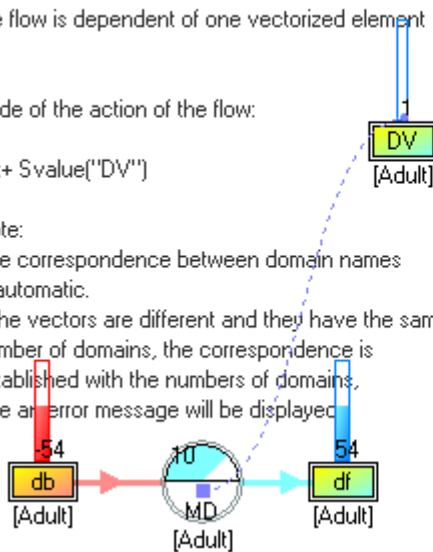 e flow is dependent of one vectorized element
de of the action of the flow:
+ Svalue("DV")
te:
e correspondence between domain names
automatic.
he vectors are different and they have the sam
mber of domains, the correspondence is
tablished with the numbers of domains,
e an error message will be displayed
1
DV
[Adult]
-54
db
[Adult]
10
MD
[Adult]
54
df
[Adult]